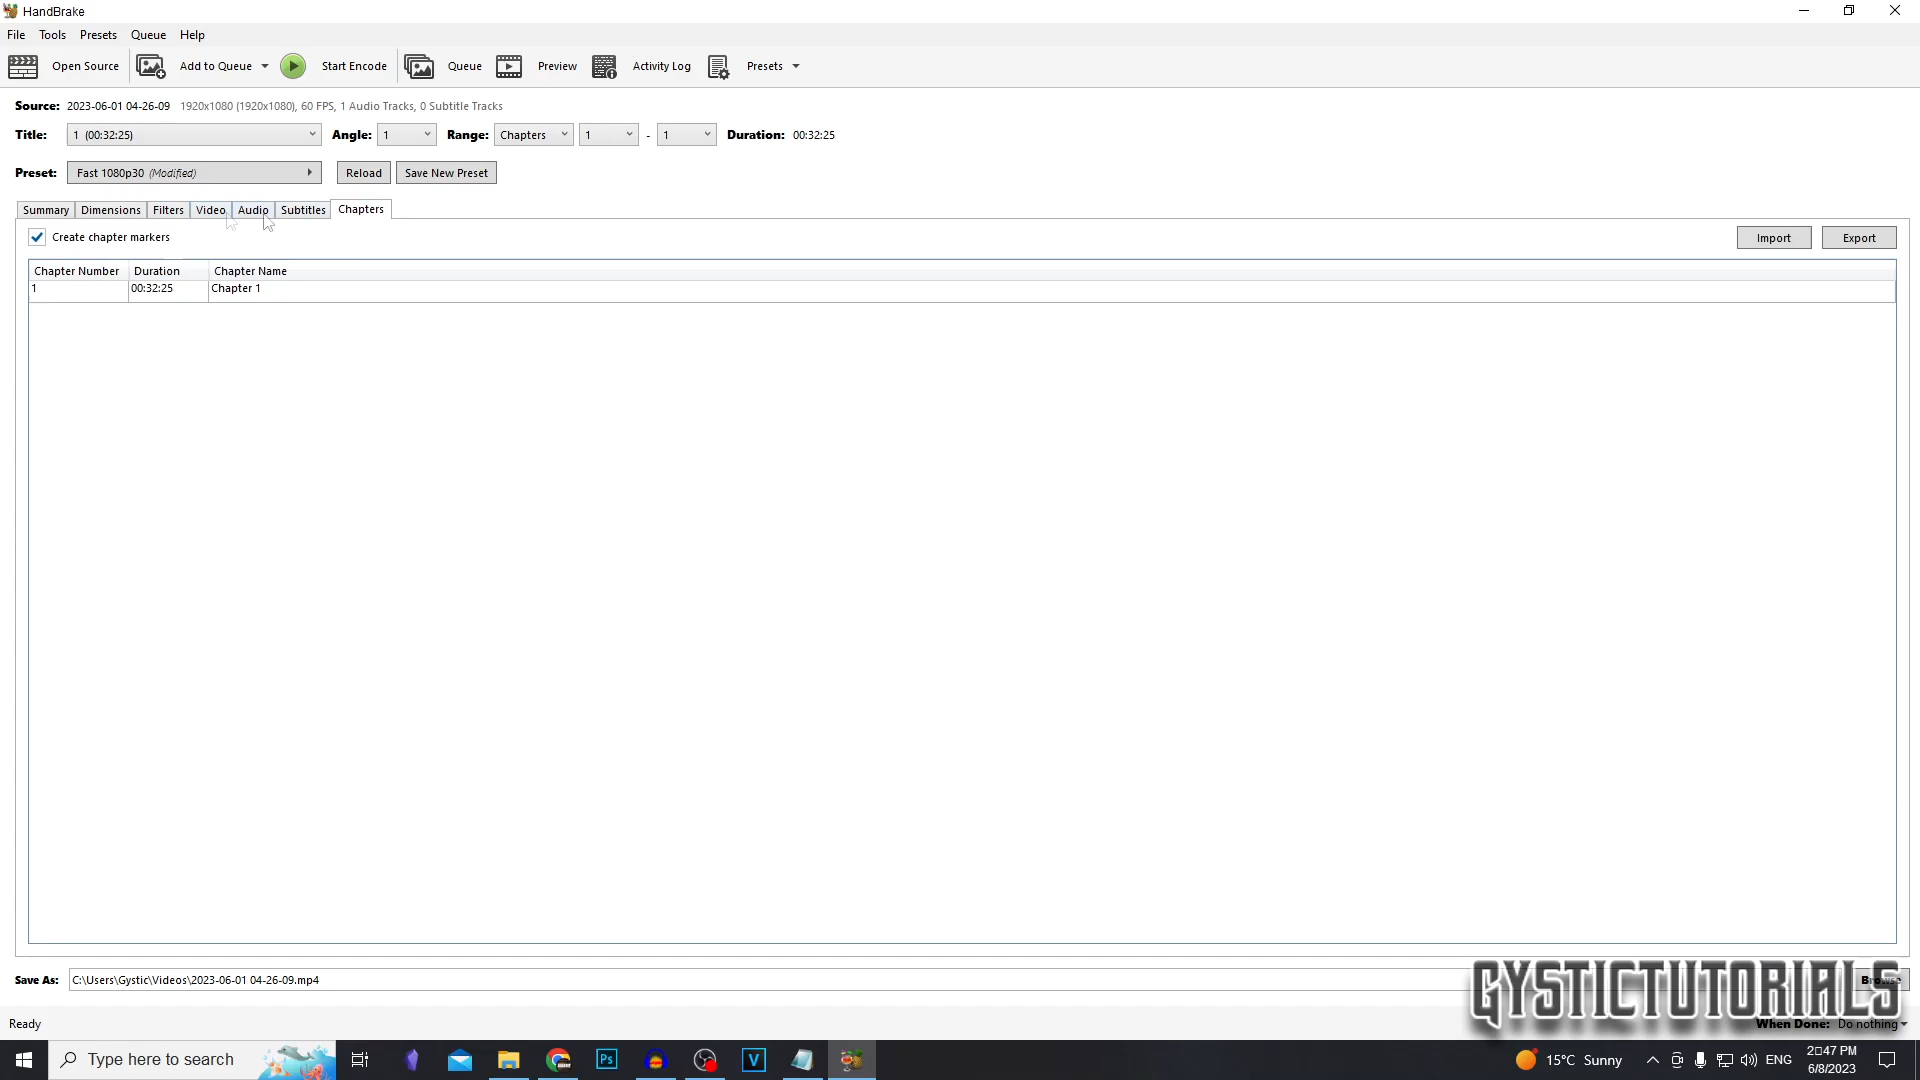 HandBrake
File Tools Presets Queue Help
Open Source Add to Queue Start Encode Queue Preview Activity Log Presets
Source: 2023-06-01 04-26-09 1920x1080 (1920x1080), 60 FPS, 1 Audio Tracks, 0 Subtitle Tracks
Title: 1 (00:32:25) Angle: 1 Range: Chapters 1 - 1 Duration: 00:32:25
Preset: Fast 1080p30 (Modified) Reload Save New Preset
Summary Dimensions Filters Video Audio Subtitles Chapters
Create chapter markers Import Export
Chapter Number Duration Chapter Name
1 00:32:25 Chapter 1
Save As: C:\Users\Gystic\Videos\2023-06-01 04-26-09.mp4 Browse
GYSTICTUTORIALS
Ready When Done: Do nothing
Type here to search Ps V 15°C Sunny ENG 2:47 PM
6/8/2023